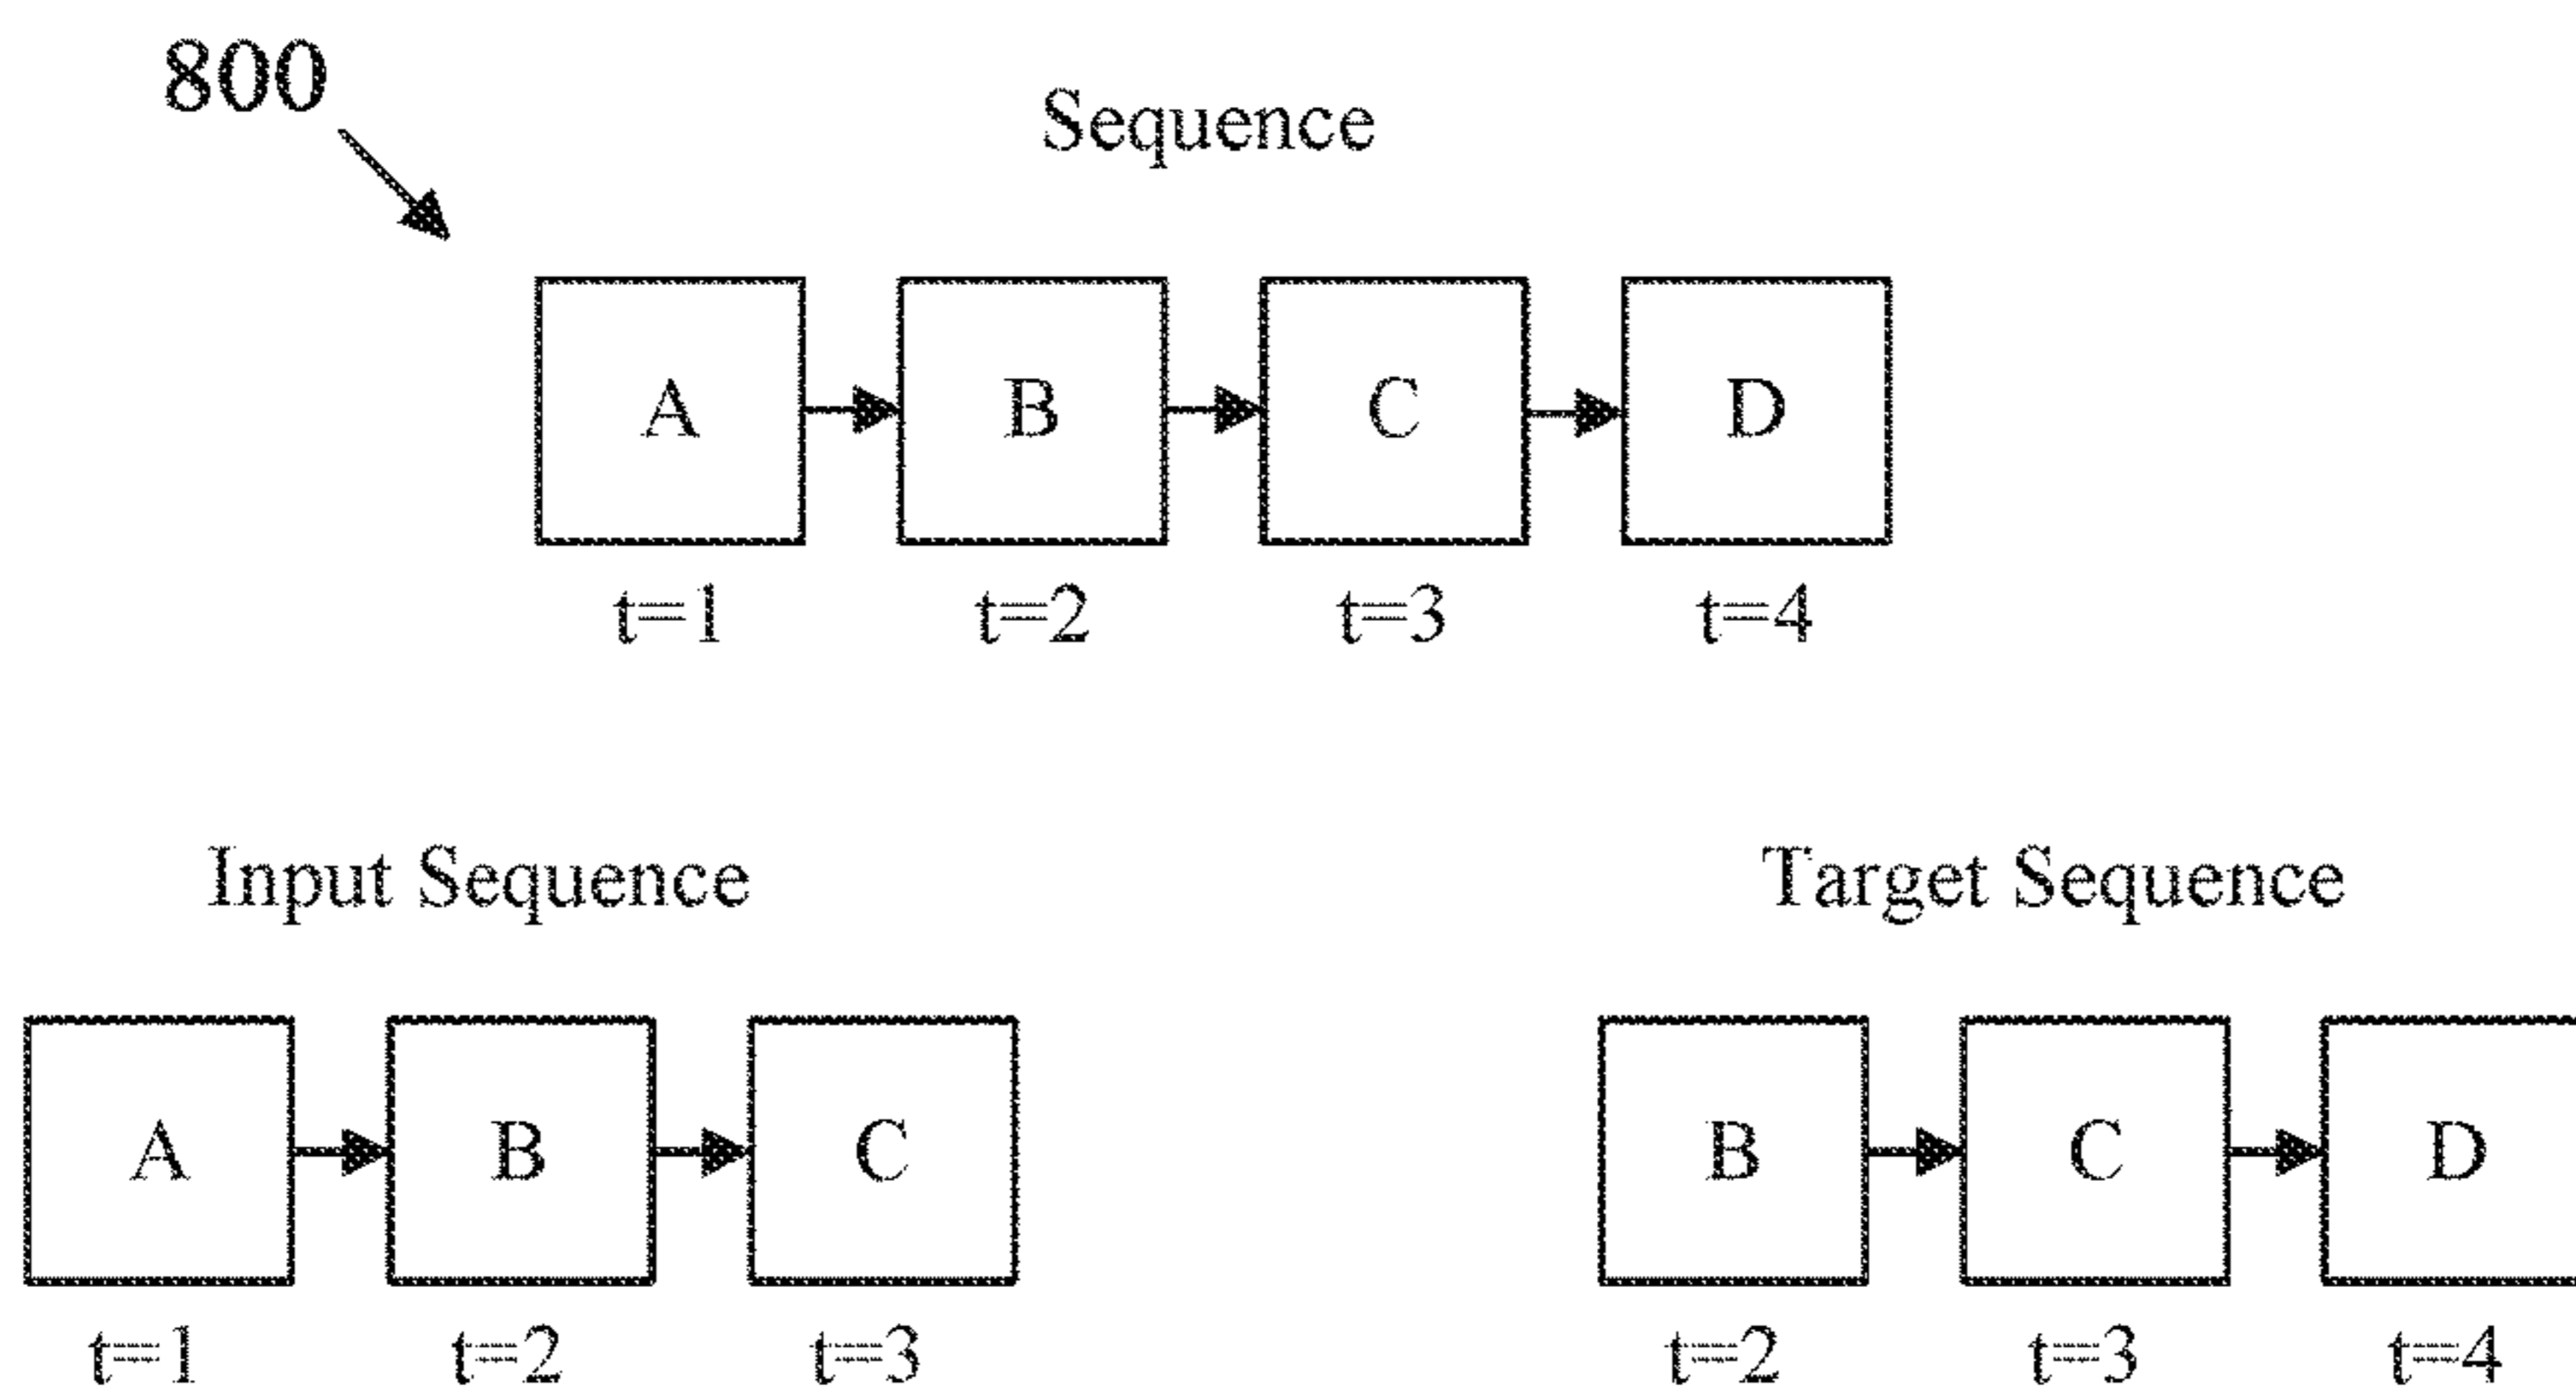 800
Sequence
A B C D
t=1 t=2 t=3 t=4
Input Sequence Target Sequence
A B C B C D
t=1 t=2 t=3 t=2 t=3 t=4